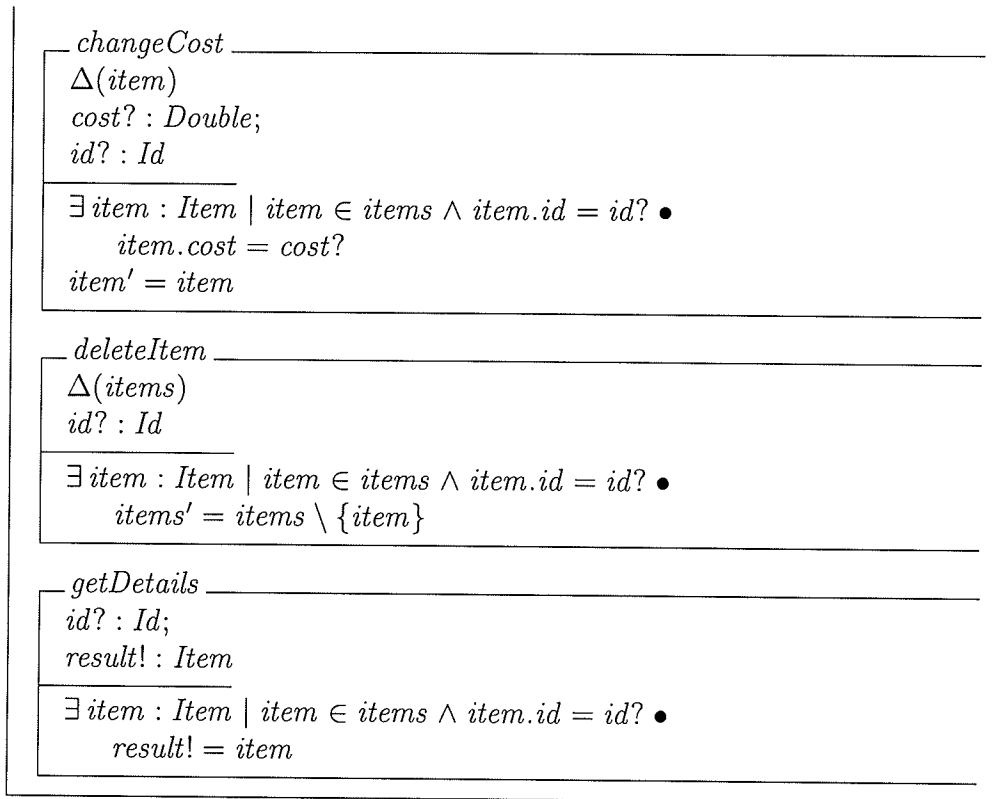 changeCost
Δ(item)
cost? : Double;
id? : Id
∃ item : Item | item ∈ items ∧ item.id = id? •
item.cost = cost?
item′ = item
deleteItem
Δ(items)
id? : Id
∃ item : Item | item ∈ items ∧ item.id = id? •
items′ = items \ {item}
getDetails
id? : Id;
result! : Item
∃ item : Item | item ∈ items ∧ item.id = id? •
result! = item